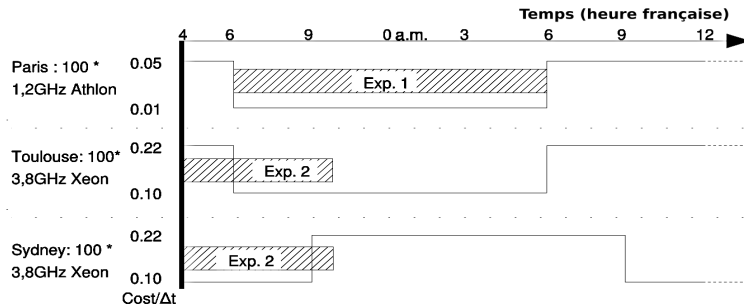 Temps (heure française)
4 6 9 0 a.m. 3 6 9 12
Paris : 100 * 0.05
1,2GHz Athlon
Exp. 1
0.01
Toulouse: 100* 0.22
3,8GHz Xeon
Exp. 2
0.10
Sydney: 100 * 0.22
3,8GHz Xeon
Exp. 2
0.10
Cost/Δt